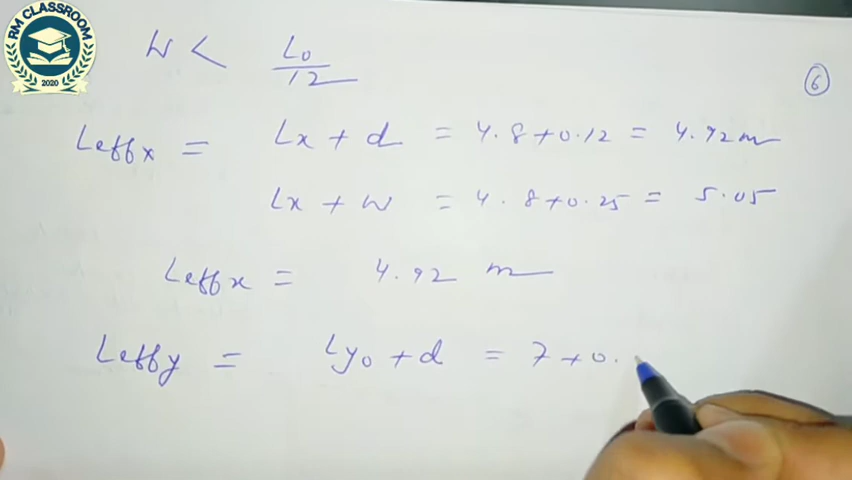 RM CLASSROOM
2020
W < L0/12
6
Leffx = Lx + d = 4.8+0.12 = 4.92m
Lx + W = 4.8+0.25 = 5.05
Leffx = 4.92 m
Leffy = Ly0 + d = 7+0.